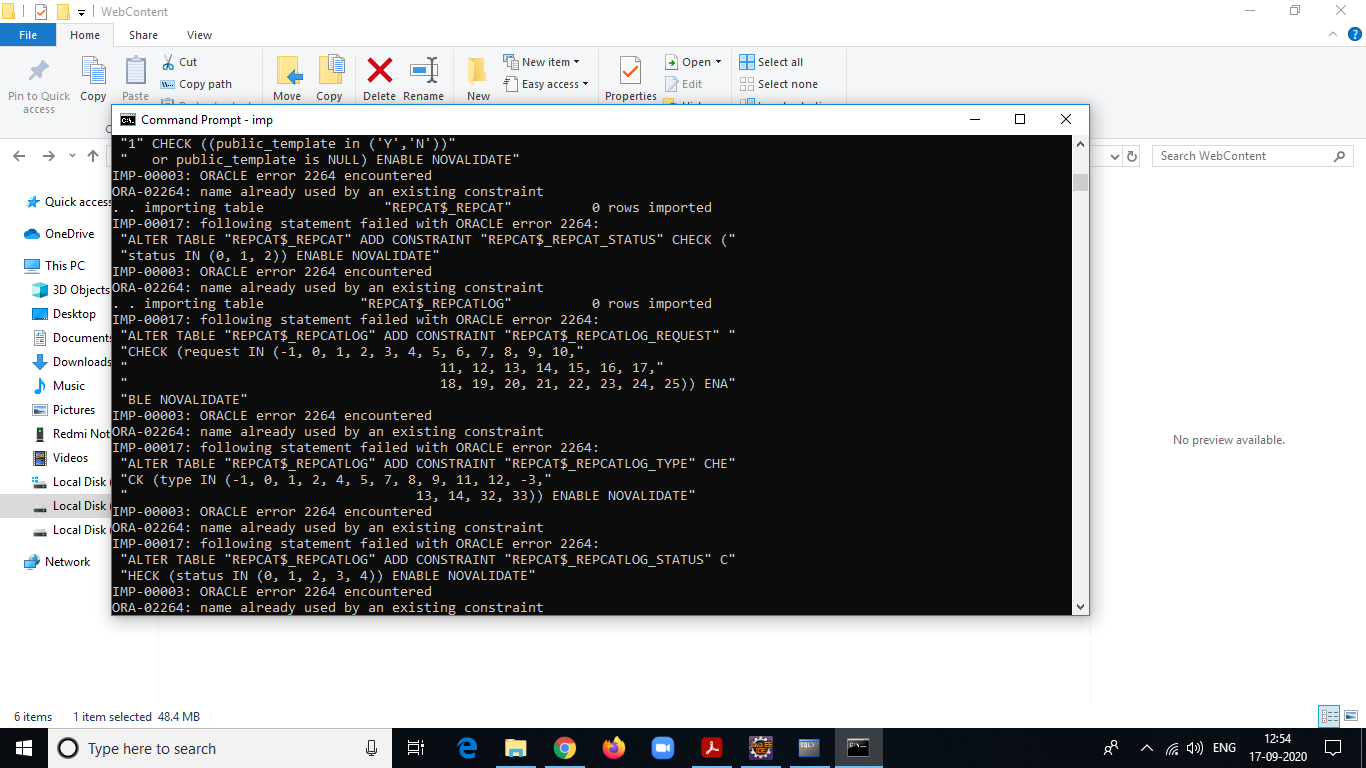 WebContent
File Home Share View
Pin to Quick access
Copy
Paste
Cut
Copy path
Move
Copy
Delete
Rename
New
New item
Easy access
Properties
Open
Edit
Select all
Select none
Command Prompt - imp
Search WebContent
Quick access
OneDrive
This PC
3D Objects
Desktop
Documents
Downloads
Music
Pictures
Redmi Not
Videos
Local Disk (
Local Disk
Local Disk (
Network
"1" CHECK ((public_template in ('Y','N'))"
"   or public_template is NULL) ENABLE NOVALIDATE"
IMP-00003: ORACLE error 2264 encountered
ORA-02264: name already used by an existing constraint
. . importing table               "REPCAT$_REPCAT"          0 rows imported
IMP-00017: following statement failed with ORACLE error 2264:
"ALTER TABLE "REPCAT$_REPCAT" ADD CONSTRAINT "REPCAT$_REPCAT_STATUS" CHECK ("
"status IN (0, 1, 2)) ENABLE NOVALIDATE"
IMP-00003: ORACLE error 2264 encountered
ORA-02264: name already used by an existing constraint
. . importing table            "REPCAT$_REPCATLOG"          0 rows imported
IMP-00017: following statement failed with ORACLE error 2264:
"ALTER TABLE "REPCAT$_REPCATLOG" ADD CONSTRAINT "REPCAT$_REPCATLOG_REQUEST" "
"CHECK (request IN (-1, 0, 1, 2, 3, 4, 5, 6, 7, 8, 9, 10,"
"                                       11, 12, 13, 14, 15, 16, 17,"
"                                       18, 19, 20, 21, 22, 23, 24, 25)) ENA"
"BLE NOVALIDATE"
IMP-00003: ORACLE error 2264 encountered
ORA-02264: name already used by an existing constraint
IMP-00017: following statement failed with ORACLE error 2264:
"ALTER TABLE "REPCAT$_REPCATLOG" ADD CONSTRAINT "REPCAT$_REPCATLOG_TYPE" CHE"
"CK (type IN (-1, 0, 1, 2, 4, 5, 7, 8, 9, 11, 12, -3,"
"                                    13, 14, 32, 33)) ENABLE NOVALIDATE"
IMP-00003: ORACLE error 2264 encountered
ORA-02264: name already used by an existing constraint
IMP-00017: following statement failed with ORACLE error 2264:
"ALTER TABLE "REPCAT$_REPCATLOG" ADD CONSTRAINT "REPCAT$_REPCATLOG_STATUS" C"
"HECK (status IN (0, 1, 2, 3, 4)) ENABLE NOVALIDATE"
IMP-00003: ORACLE error 2264 encountered
ORA-02264: name already used by an existing constraint
No preview available.
6 items 1 item selected 48.4 MB
Type here to search
ENG
12:54
17-09-2020